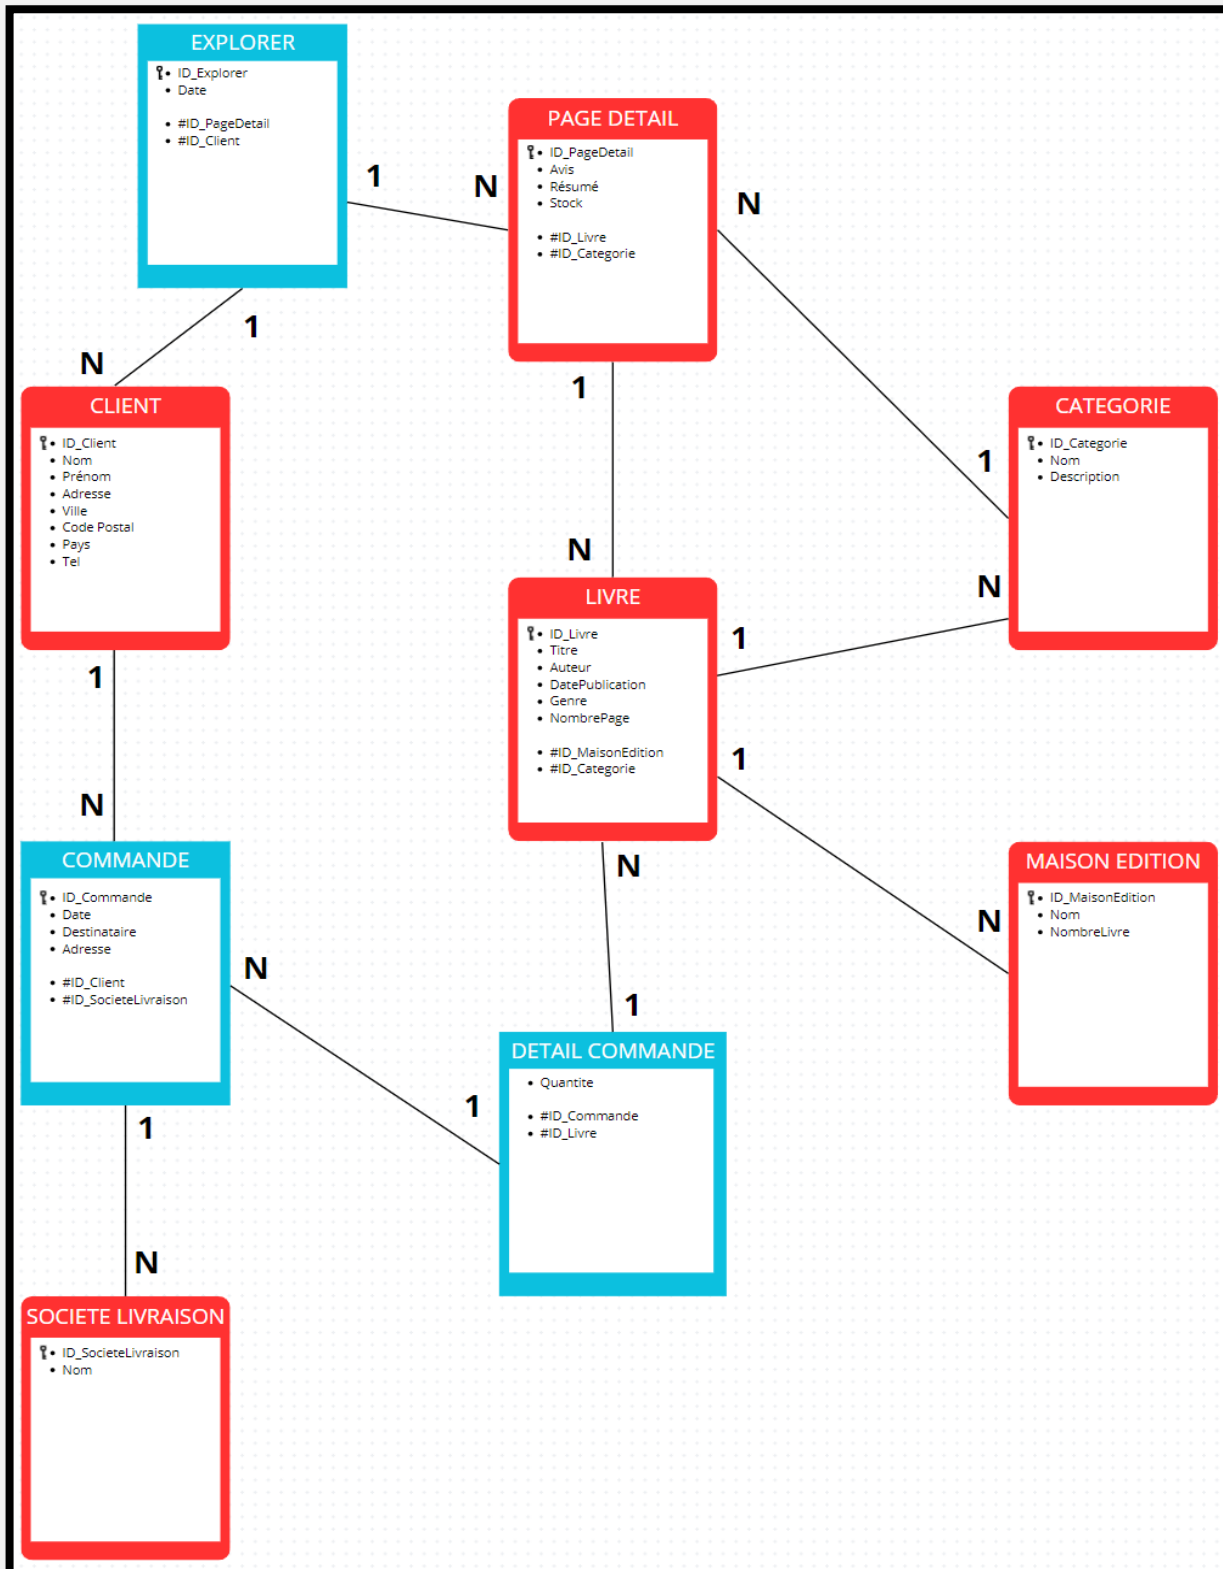 EXPLORER
ID_Explorer
Date
#ID_PageDetail
#ID_Client
1
N
1
N
PAGE DETAIL
ID_PageDetail
Avis
Résumé
Stock
#ID_Livre
#ID_Categorie
N
1
1
N
CLIENT
ID_Client
Nom
Prénom
Adresse
Ville
Code Postal
Pays
Tel
1
N
CATEGORIE
ID_Categorie
Nom
Description
N
1
LIVRE
ID_Livre
Titre
Auteur
DatePublication
Genre
NombrePage
#ID_MaisonEdition
#ID_Categorie
1
N
N
1
COMMANDE
ID_Commande
Date
Destinataire
Adresse
#ID_Client
#ID_SocieteLivraison
N
1
1
N
MAISON EDITION
ID_MaisonEdition
Nom
NombreLivre
DETAIL COMMANDE
Quantite
#ID_Commande
#ID_Livre
SOCIETE LIVRAISON
ID_SocieteLivraison
Nom